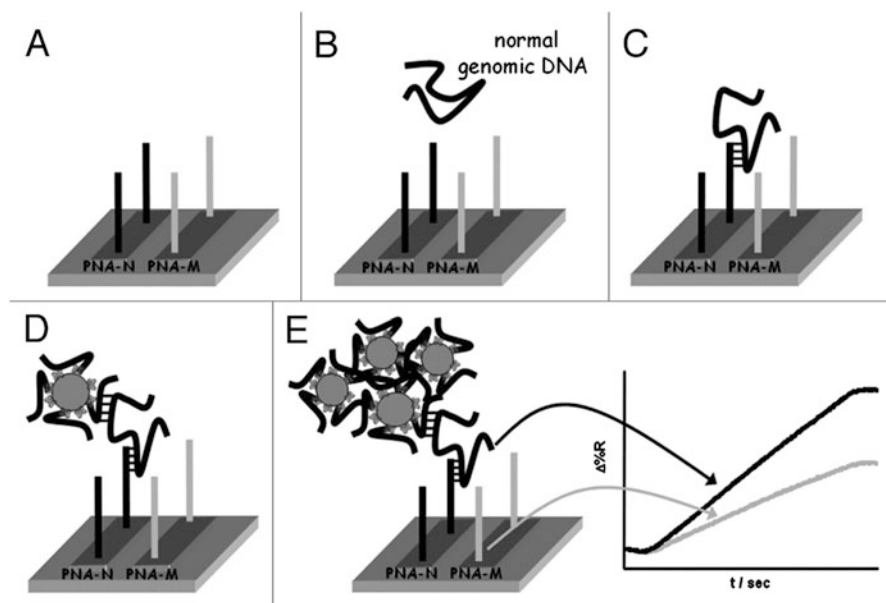 A
PNA-N PNA-M
B
normal
genomic DNA
PNA-N PNA-M
C
PNA-N PNA-M
D
PNA-N PNA-M
E
PNA-N PNA-M
Δ%R
t / sec